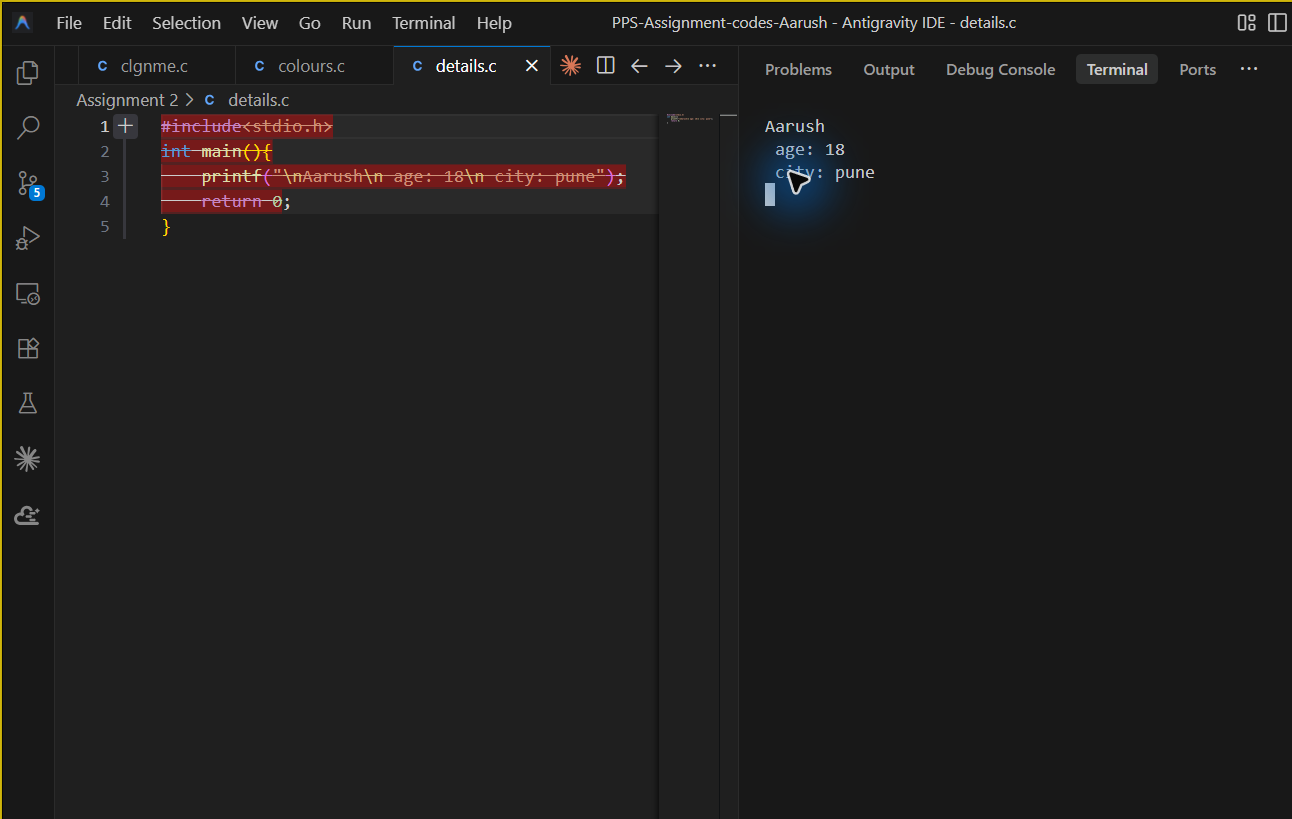 File Edit Selection View Go Run Terminal Help PPS-Assignment-codes-Aarush - Antigravity IDE - details.c
C clgnme.c C colours.c C details.c
Problems Output Debug Console Terminal Ports
Assignment 2 > C details.c
1 #include<stdio.h>
2 int main(){
3 printf("\nAarush\n age: 18\n city: pune");
4 return 0;
5 }
5
Aarush
age: 18
city: pune